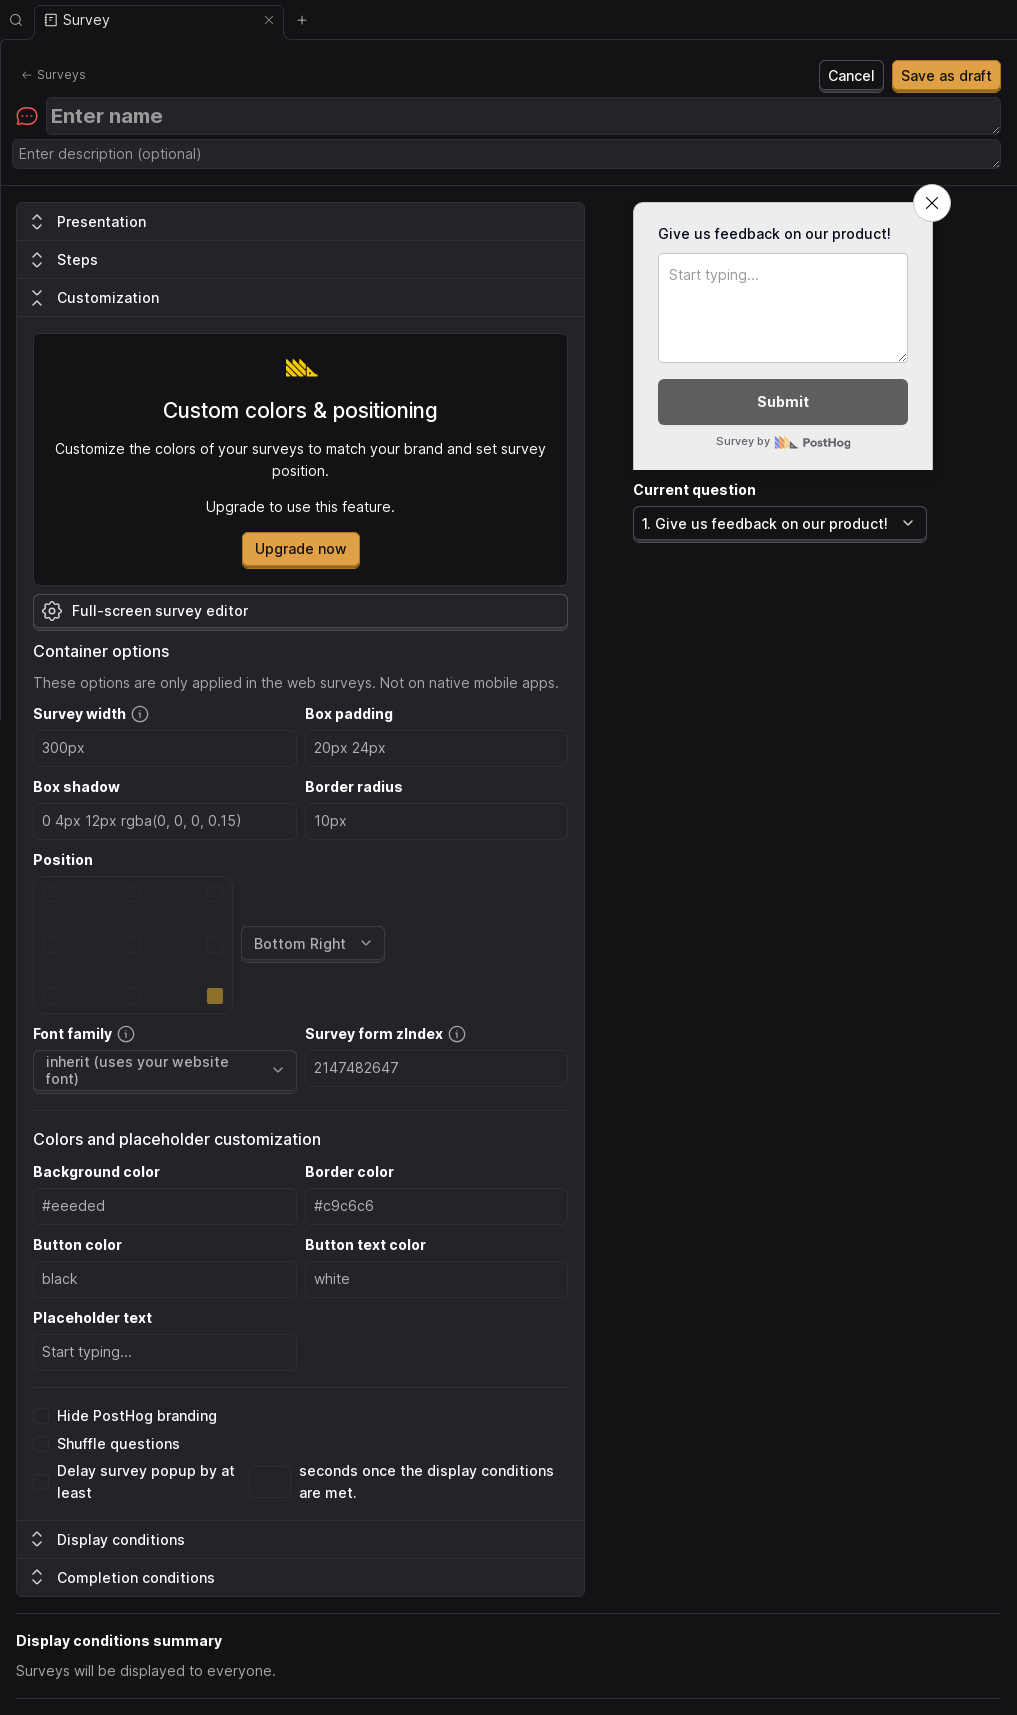 Survey
Surveys
Cancel
Save as draft
Enter name
Enter description (optional)
Presentation
Steps
Customization
Custom colors & positioning
Customize the colors of your surveys to match your brand and set survey
position.
Upgrade to use this feature.
Upgrade now
Full-screen survey editor
Container options
These options are only applied in the web surveys. Not on native mobile apps.
Survey width
Box padding
300px
20px 24px
Box shadow
Border radius
0 4px 12px rgba(0, 0, 0, 0.15)
10px
Position
Bottom Right
Font family
Survey form zIndex
inherit (uses your website
font)
2147482647
Colors and placeholder customization
Background color
Border color
#eeeded
#c9c6c6
Button color
Button text color
black
white
Placeholder text
Start typing...
Hide PostHog branding
Shuffle questions
Delay survey popup by at
least
seconds once the display conditions
are met.
Display conditions
Completion conditions
Give us feedback on our product!
Start typing...
Submit
Survey by PostHog
Current question
1. Give us feedback on our product!
Display conditions summary
Surveys will be displayed to everyone.